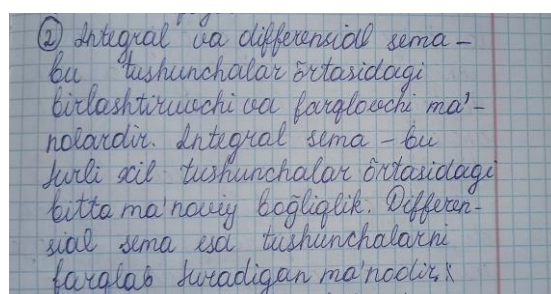 ② Integral va differensial sema –
bu tushunchalar o'rtasidagi
birlashtiruvchi va farqlovchi ma'-
nolardir. Integral sema – bu
turli xil tushunchalar o'rtasidagi
bitta ma'naviy bog'liqlik. Differen-
sial sema esa tushunchalarni
farqlab turadigan ma'nodir.